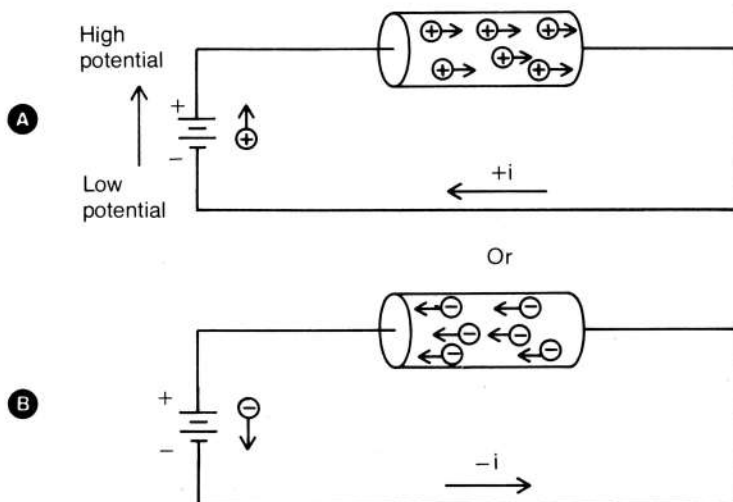 High
potential
A
+
−
Low
potential
+i
Or
B
+
−
−i